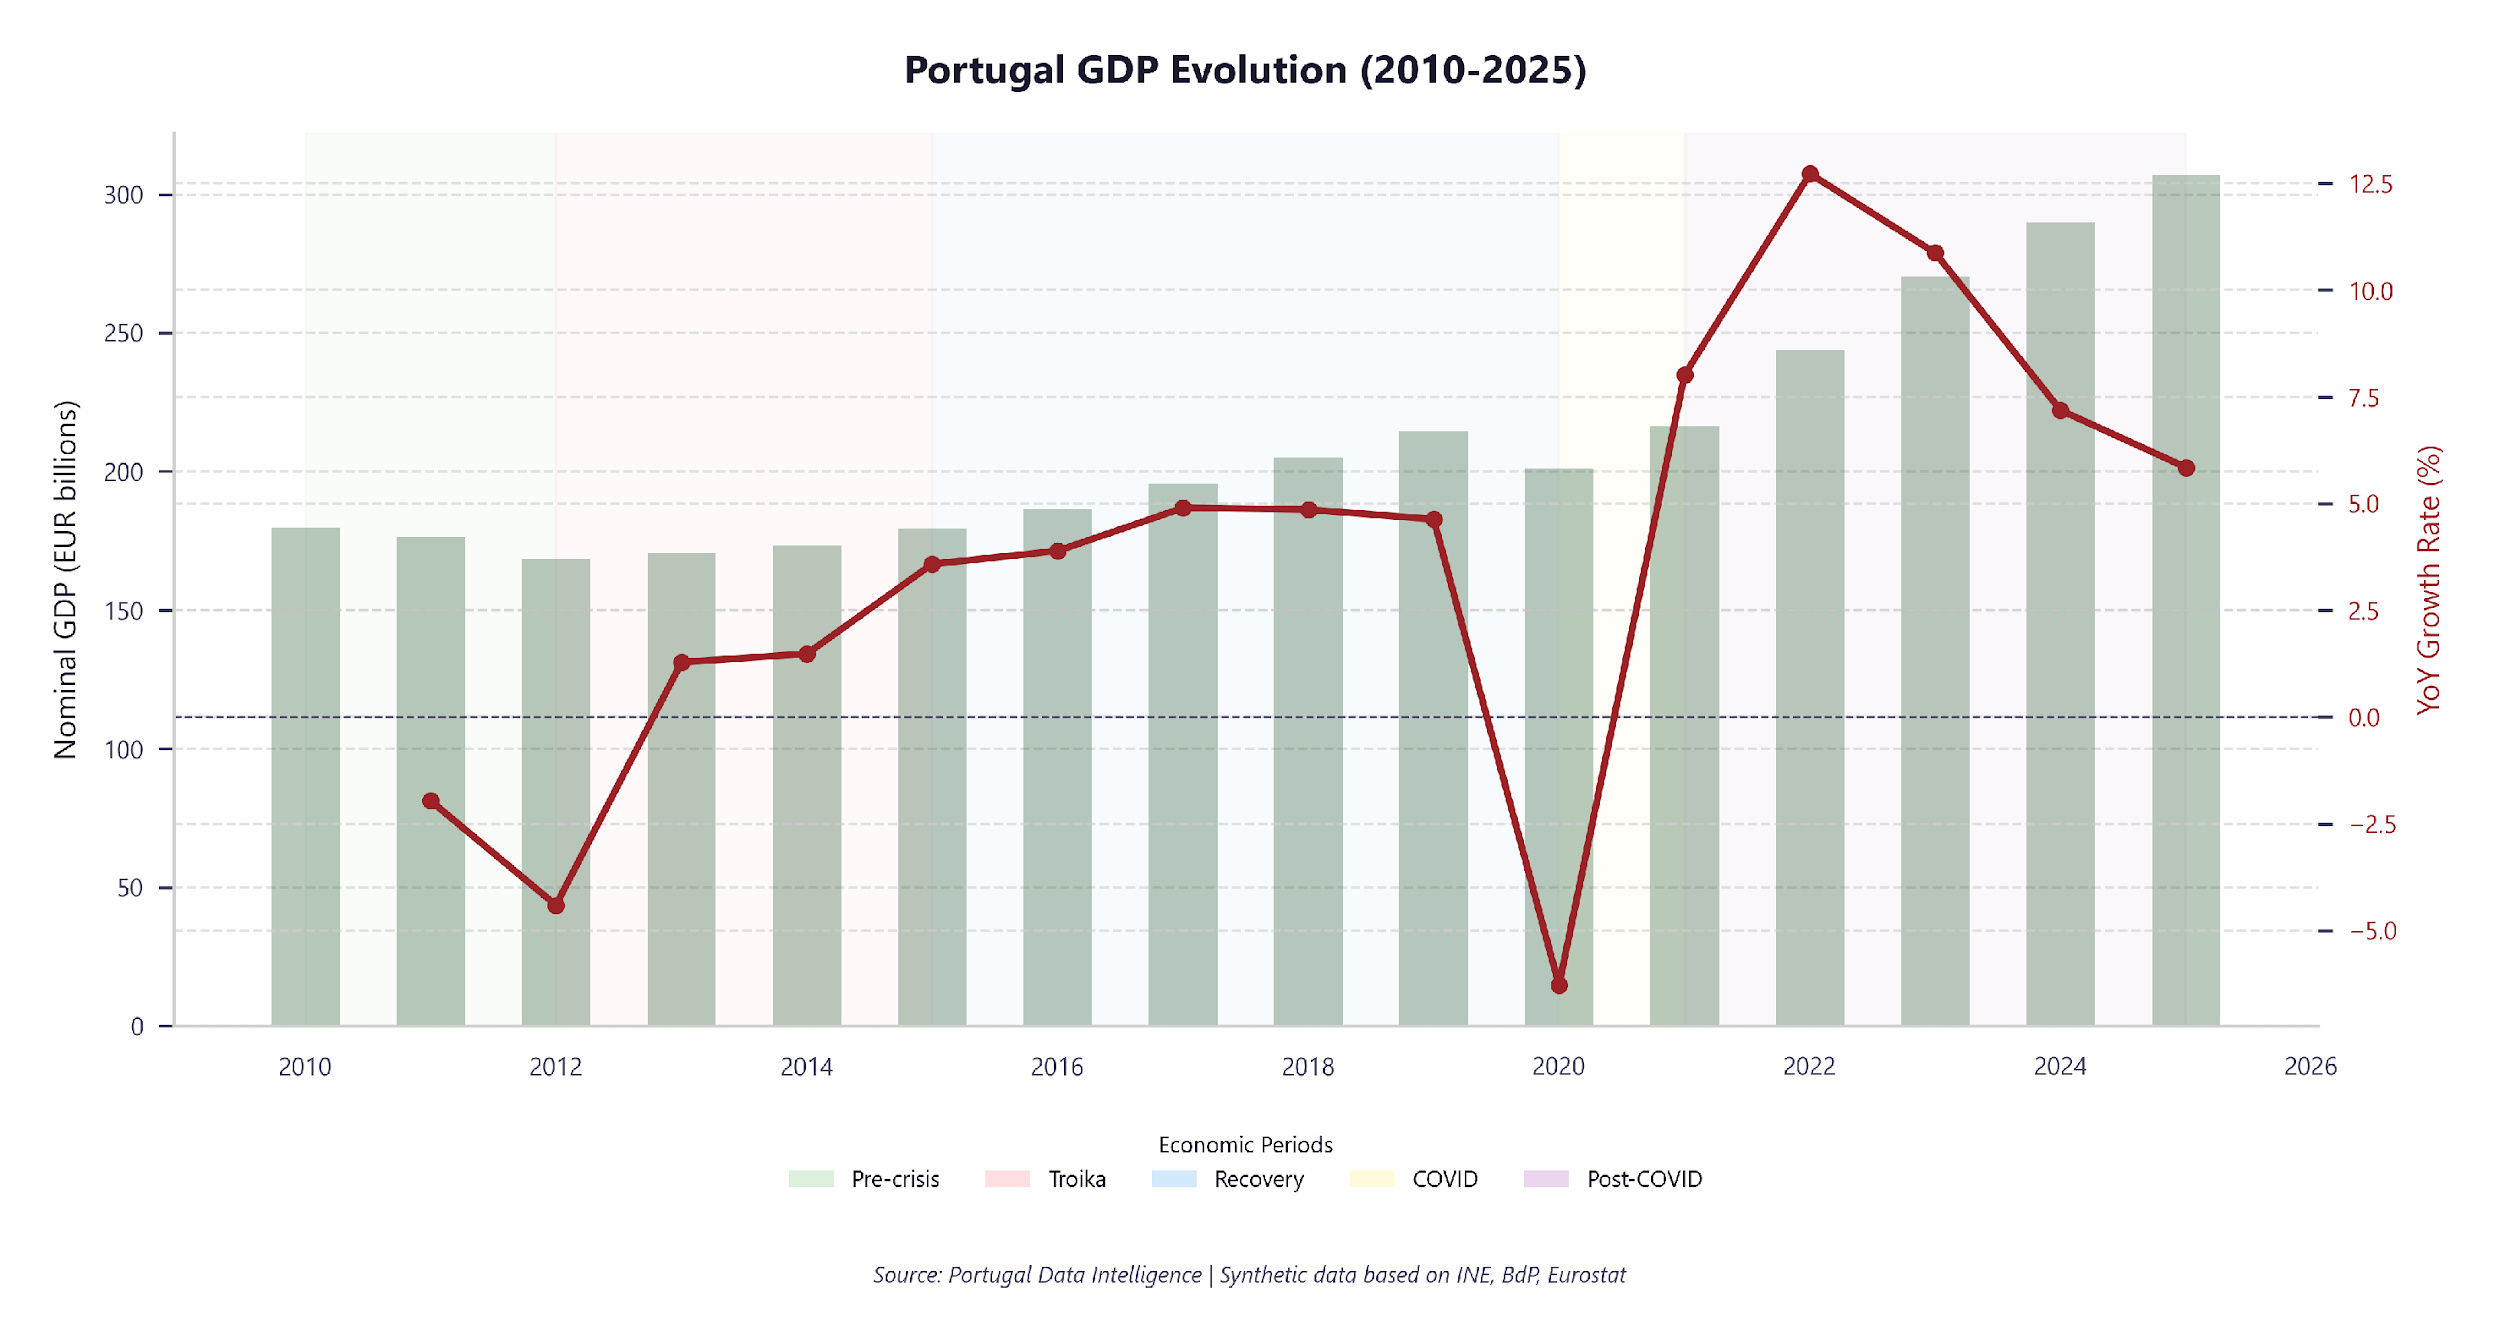 Portugal GDP Evolution (2010-2025)
Nominal GDP (EUR billions)
300
250
200
150
100
50
0
12.5
10.0
7.5
5.0
2.5
0.0
−2.5
−5.0
YoY Growth Rate (%)
2010 2012 2014 2016 2018 2020 2022 2024 2026
Economic Periods
Pre-crisis Troika Recovery COVID Post-COVID
Source: Portugal Data Intelligence | Synthetic data based on INE, BdP, Eurostat